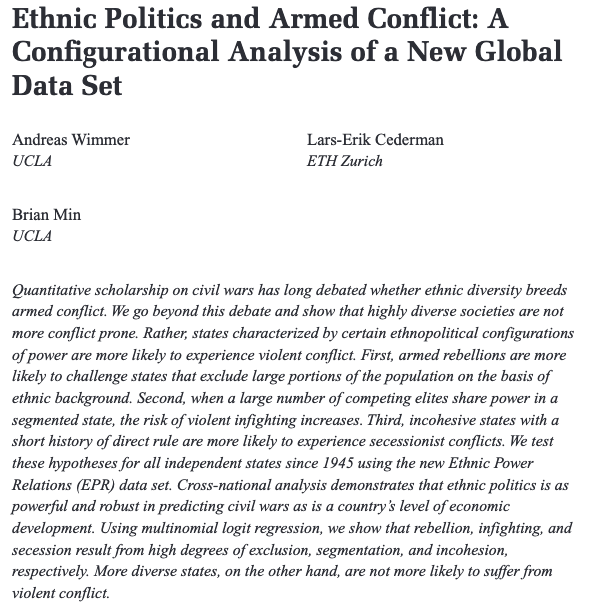 Ethnic Politics and Armed Conflict: A
Configurational Analysis of a New Global
Data Set
Andreas Wimmer
UCLA
Lars-Erik Cederman
ETH Zurich
Brian Min
UCLA
Quantitative scholarship on civil wars has long debated whether ethnic diversity breeds
armed conflict. We go beyond this debate and show that highly diverse societies are not
more conflict prone. Rather, states characterized by certain ethnopolitical configurations
of power are more likely to experience violent conflict. First, armed rebellions are more
likely to challenge states that exclude large portions of the population on the basis of
ethnic background. Second, when a large number of competing elites share power in a
segmented state, the risk of violent infighting increases. Third, incohesive states with a
short history of direct rule are more likely to experience secessionist conflicts. We test
these hypotheses for all independent states since 1945 using the new Ethnic Power
Relations (EPR) data set. Cross-national analysis demonstrates that ethnic politics is as
powerful and robust in predicting civil wars as is a country's level of economic
development. Using multinomial logit regression, we show that rebellion, infighting, and
secession result from high degrees of exclusion, segmentation, and incohesion,
respectively. More diverse states, on the other hand, are not more likely to suffer from
violent conflict.